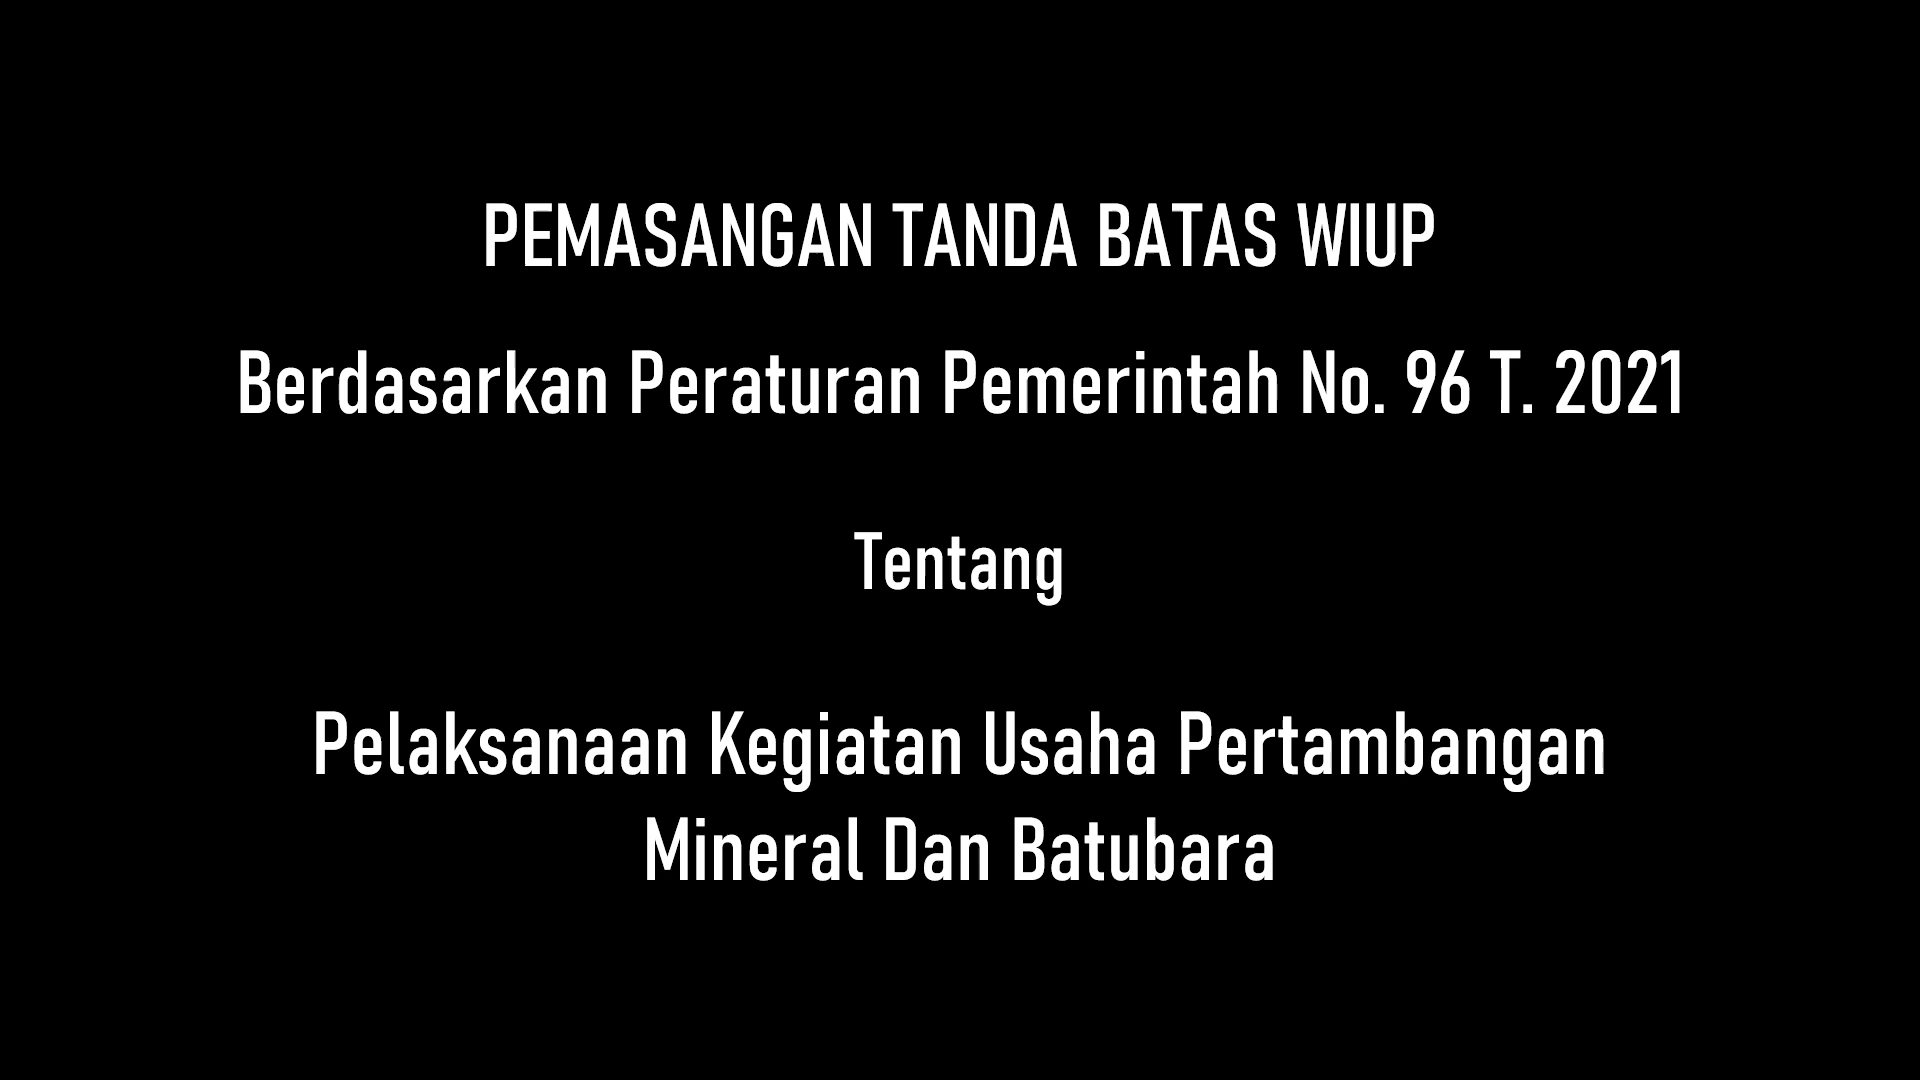 PEMASANGAN TANDA BATAS WIUP
Berdasarkan Peraturan Pemerintah No. 96 T. 2021
Tentang
Pelaksanaan Kegiatan Usaha Pertambangan
Mineral Dan Batubara